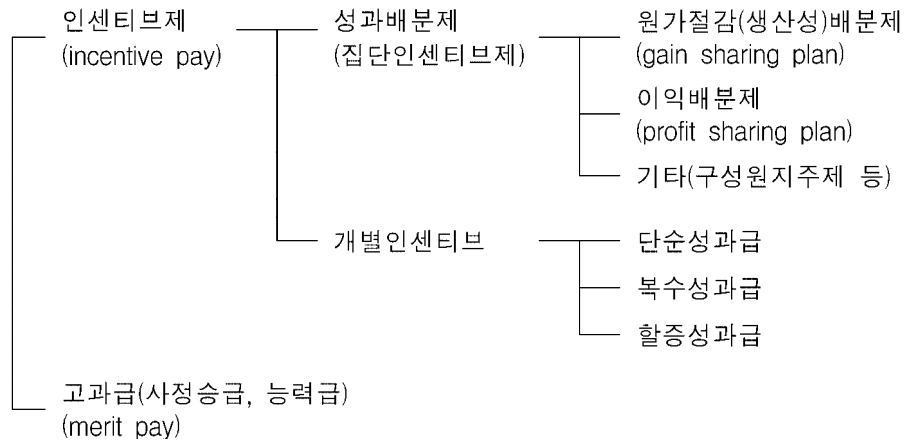 인센티브제
(incentive pay)
성과배분제
(집단인센티브제)
원가절감(생산성)배분제
(gain sharing plan)
이익배분제
(profit sharing plan)
기타(구성원지주제 등)
개별인센티브
단순성과급
복수성과급
할증성과급
고과급(사정승급, 능력급)
(merit pay)